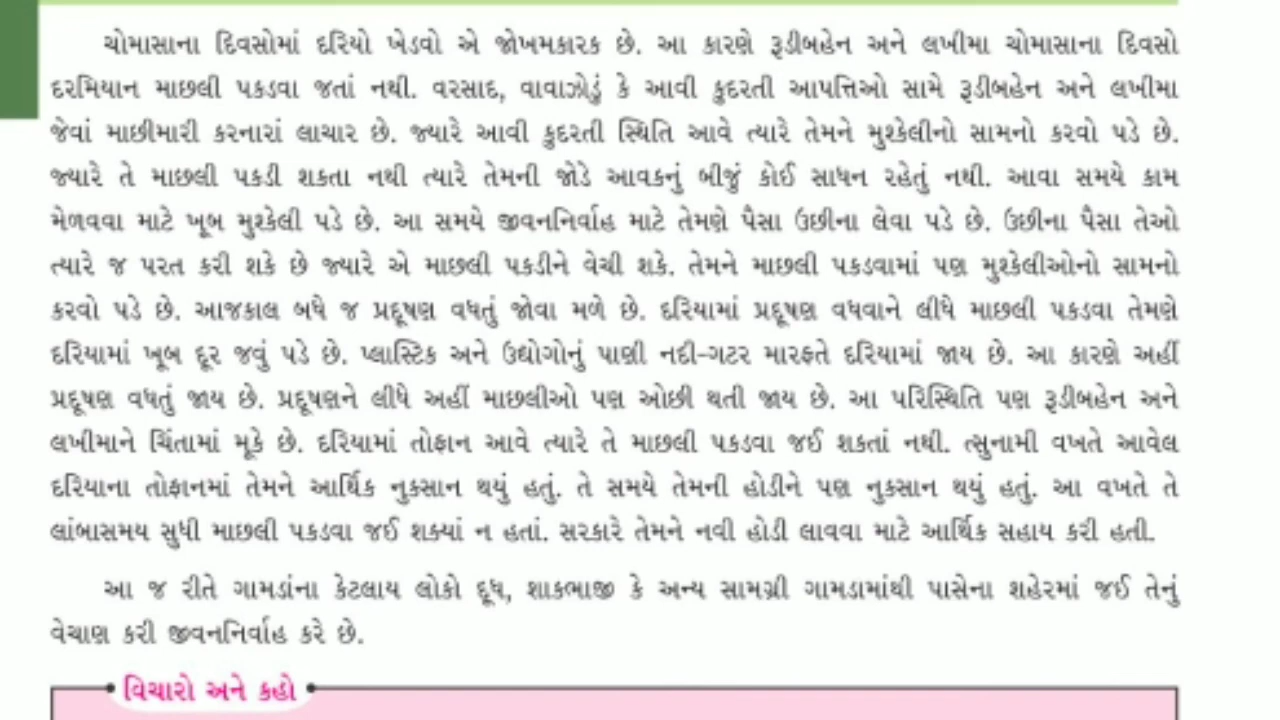 ચોમાસાના દિવસોમાં દરિયો ખેડવો એ જોખમકારક છે. આ કારણે રૂડીબહેન અને લખીમા ચોમાસાના દિવસો
દરમિયાન માછલી પકડવા જતાં નથી. વરસાદ, વાવાઝોડું કે આવી કુદરતી આપત્તિઓ સામે રૂડીબહેન અને લખીમા
જેવાં માછીમારી કરનારાં લાચાર છે. જ્યારે આવી કુદરતી સ્થિતિ આવે ત્યારે તેમને મુશ્કેલીનો સામનો કરવો પડે છે.
જ્યારે તે માછલી પકડી શકતા નથી ત્યારે તેમની જોડે આવકનું બીજું કોઈ સાધન રહેતું નથી. આવા સમયે કામ
મેળવવા માટે ખૂબ મુશ્કેલી પડે છે. આ સમયે જીવનનિર્વાહ માટે તેમણે પૈસા ઉછીના લેવા પડે છે. ઉછીના પૈસા તેઓ
ત્યારે જ પરત કરી શકે છે જ્યારે એ માછલી પકડીને વેચી શકે. તેમને માછલી પકડવામાં પણ મુશ્કેલીઓનો સામનો
કરવો પડે છે. આજકાલ બધે જ પ્રદૂષણ વધતું જોવા મળે છે. દરિયામાં પ્રદૂષણ વધવાને લીધે માછલી પકડવા તેમણે
દરિયામાં ખૂબ દૂર જવું પડે છે. પ્લાસ્ટિક અને ઉદ્યોગોનું પાણી નદી-ગટર મારફતે દરિયામાં જાય છે. આ કારણે અહીં
પ્રદૂષણ વધતું જાય છે. પ્રદૂષણને લીધે અહીં માછલીઓ પણ ઓછી થતી જાય છે. આ પરિસ્થિતિ પણ રૂડીબહેન અને
લખીમાને ચિંતામાં મૂકે છે. દરિયામાં તોફાન આવે ત્યારે તે માછલી પકડવા જઈ શકતાં નથી. ત્સુનામી વખતે આવેલ
દરિયાના તોફાનમાં તેમને આર્થિક નુકસાન થયું હતું. તે સમયે તેમની હોડીને પણ નુકસાન થયું હતું. આ વખતે તે
લાંબાસમય સુધી માછલી પકડવા જઈ શક્યાં ન હતાં. સરકારે તેમને નવી હોડી લાવવા માટે આર્થિક સહાય કરી હતી.
આ જ રીતે ગામડાંના કેટલાય લોકો દૂધ, શાકભાજી કે અન્ય સામગ્રી ગામડામાંથી પાસેના શહેરમાં જઈ તેનું
વેચાણ કરી જીવનનિર્વાહ કરે છે.
વિચારો અને કહો